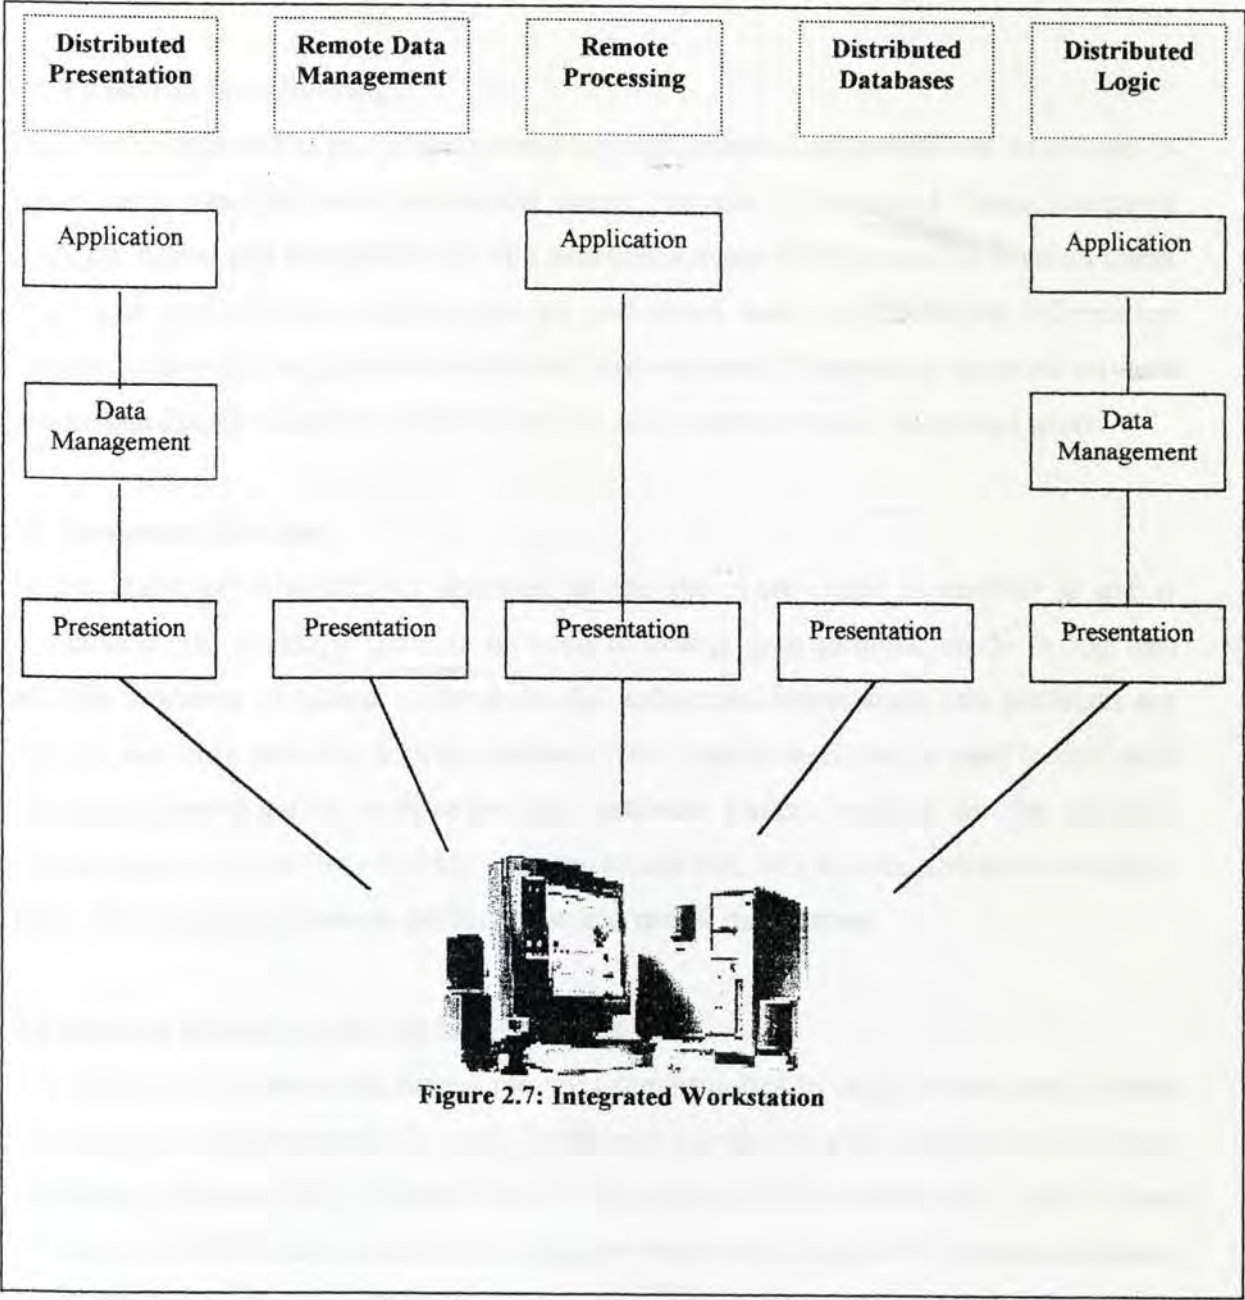 Distributed
Presentation
Remote Data
Management
Remote
Processing
Distributed
Databases
Distributed
Logic
Application
Application
Application
Data
Management
Data
Management
Presentation
Presentation
Presentation
Presentation
Presentation
Figure 2.7: Integrated Workstation